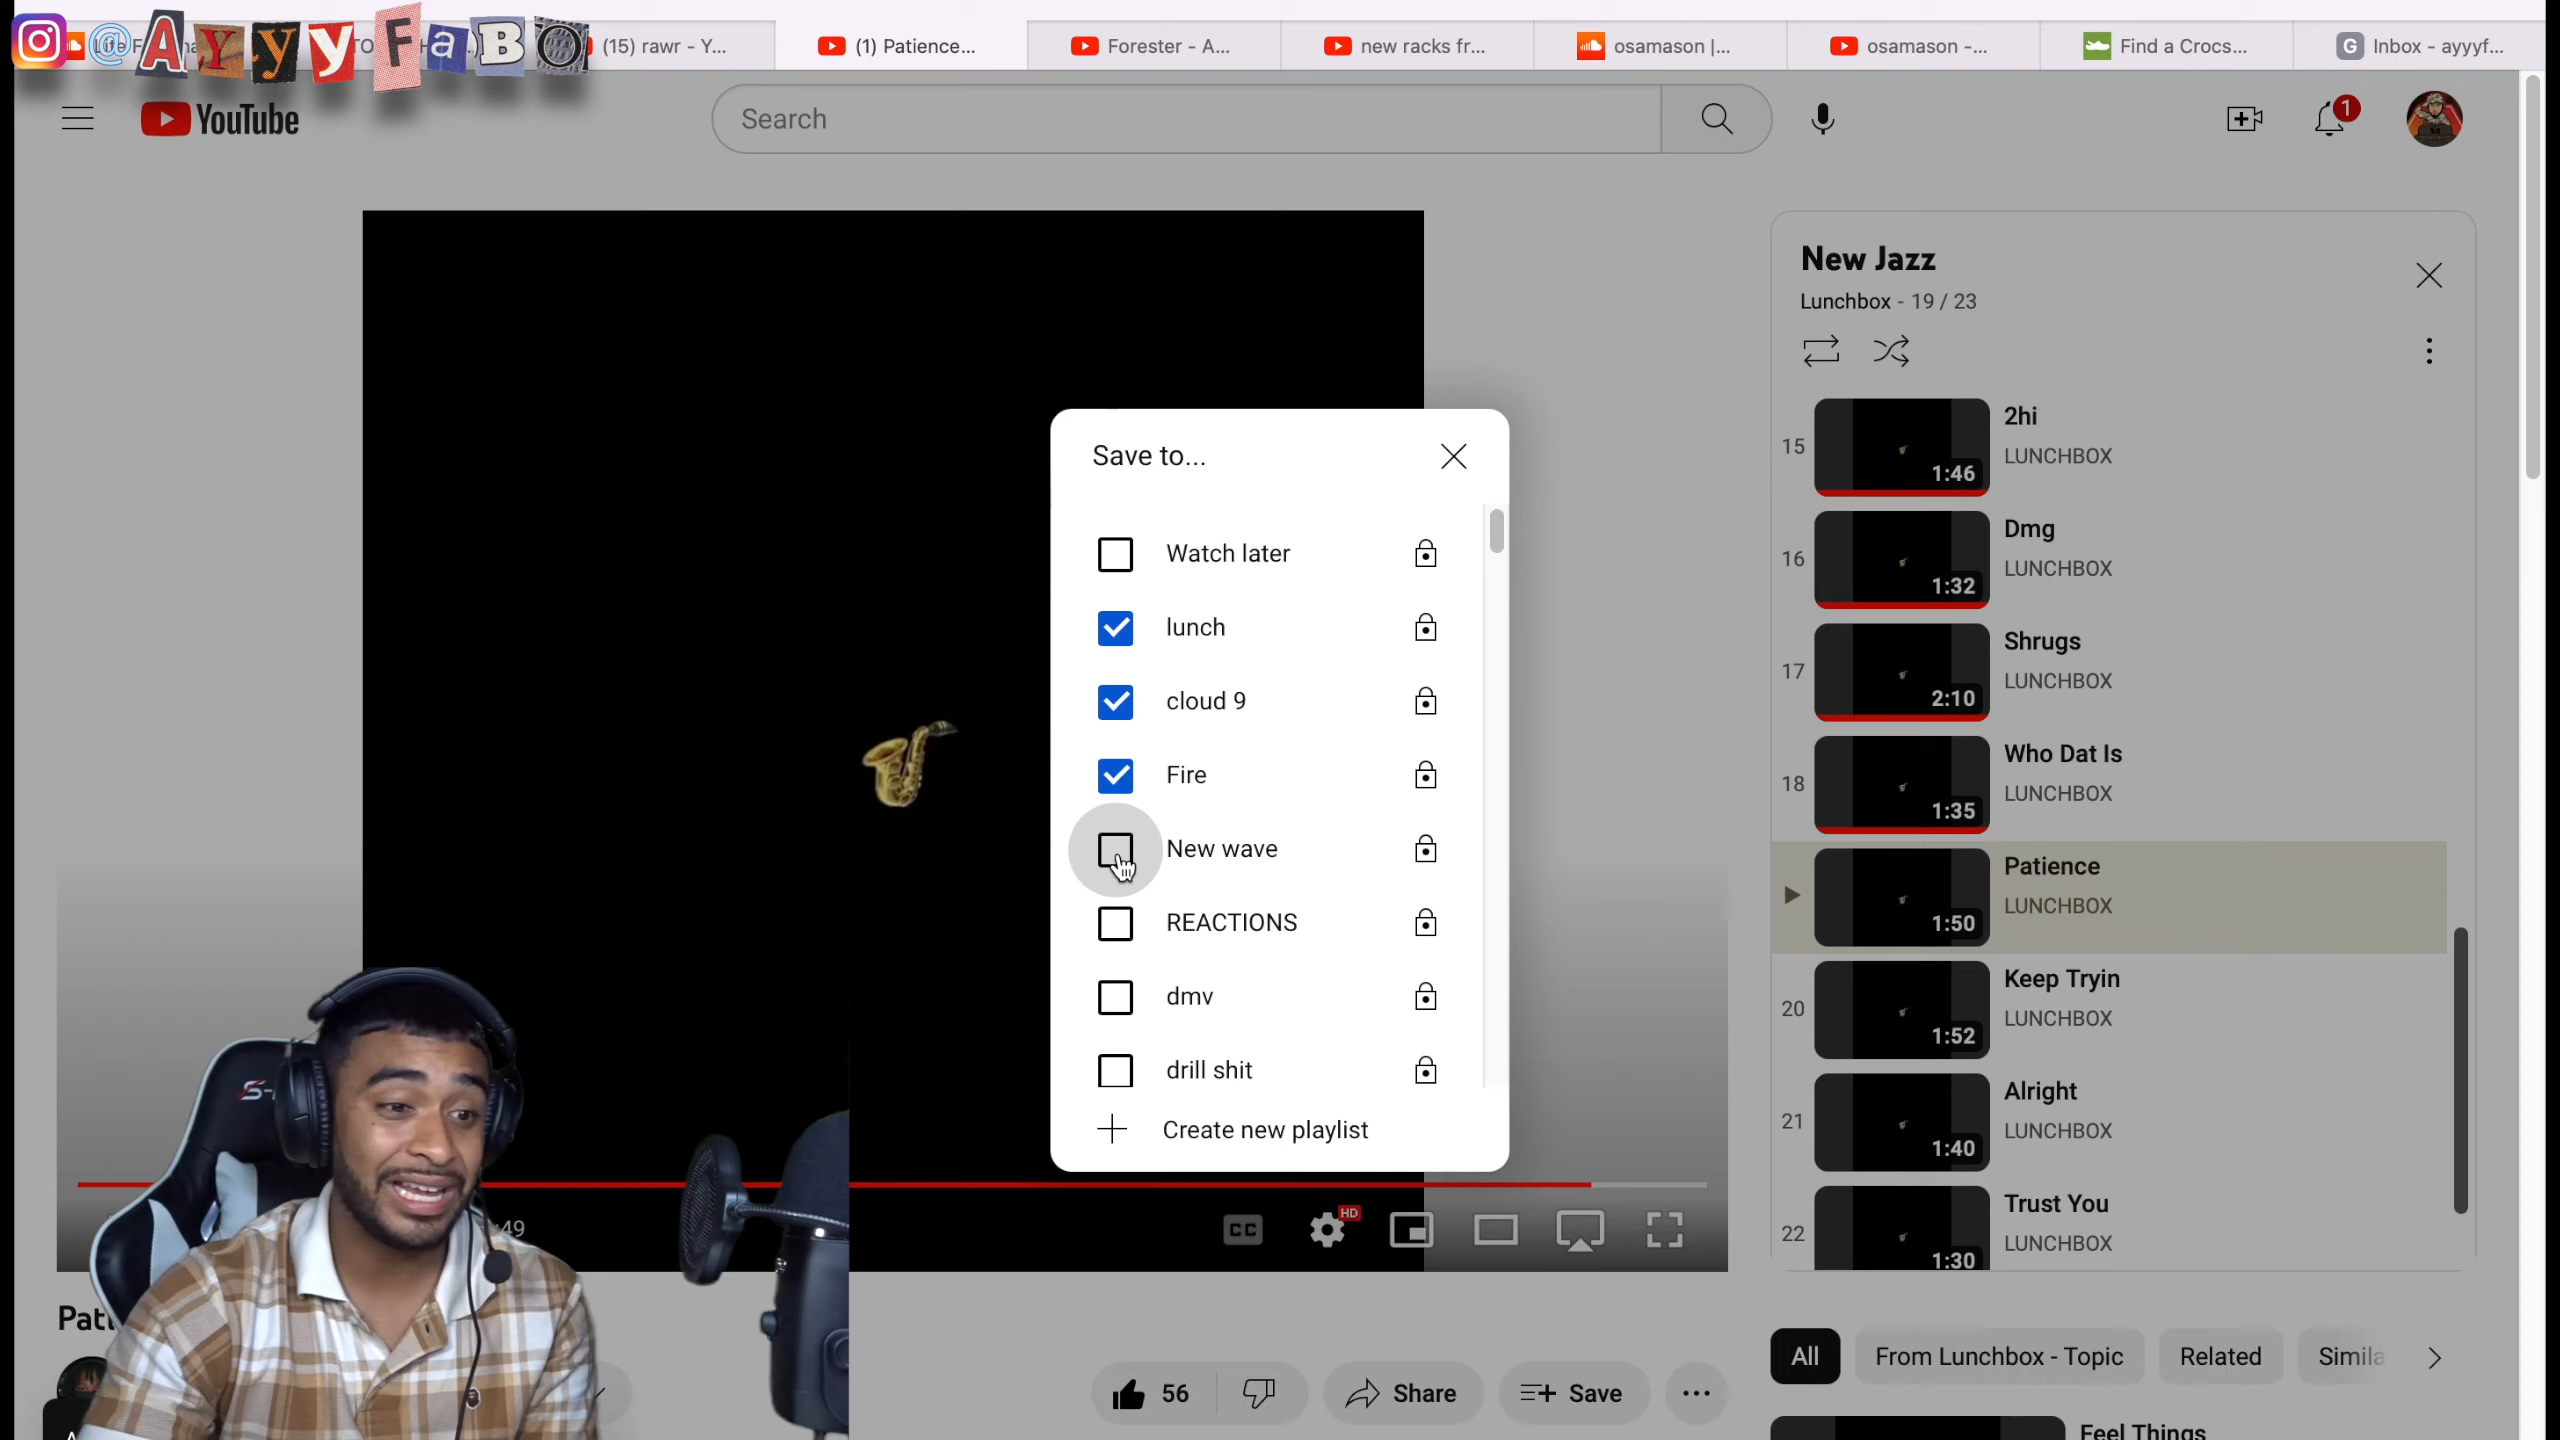 @AyyyFaBO
(15) rawr - Y...
(1) Patience...
Forester - A...
new racks fr...
osamason |...
osamason -...
Find a Crocs...
G
Inbox - ayyyf...
YouTube
Search
1
New Jazz
Lunchbox - 19 / 23
15
1:46
2hi
LUNCHBOX
16
1:32
Dmg
LUNCHBOX
17
2:10
Shrugs
LUNCHBOX
18
1:35
Who Dat Is
LUNCHBOX
1:50
Patience
LUNCHBOX
20
1:52
Keep Tryin
LUNCHBOX
21
1:40
Alright
LUNCHBOX
22
1:30
Trust You
LUNCHBOX
Save to...
Watch later
lunch
cloud 9
Fire
New wave
REACTIONS
dmv
drill shit
Create new playlist
:49
CC
HD
56
Share
Save
All
From Lunchbox - Topic
Related
Simila
Feel Things